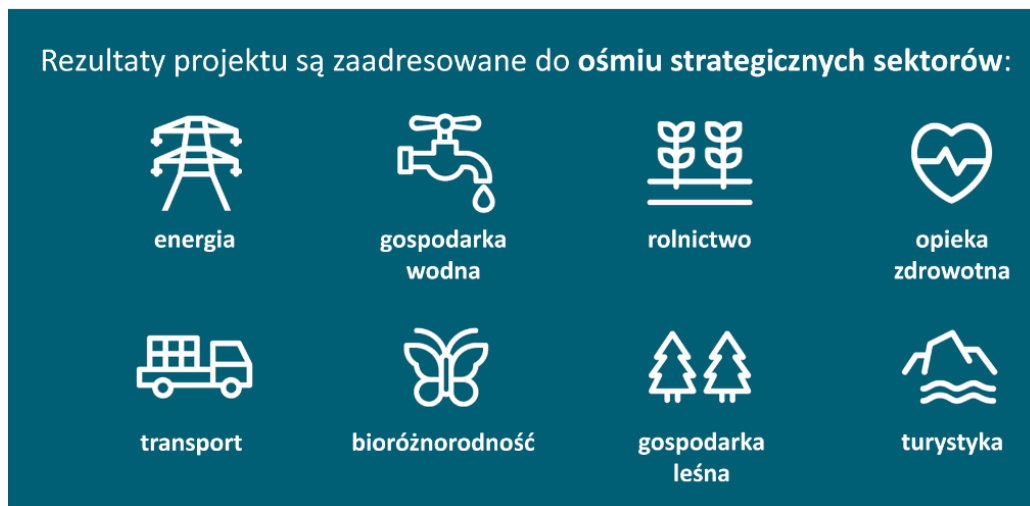 Rezultaty projektu są zaadresowane do ośmiu strategicznych sektorów:
energia
gospodarka
wodna
rolnictwo
opieka
zdrowotna
transport
bioróżnorodność
gospodarka
leśna
turystyka